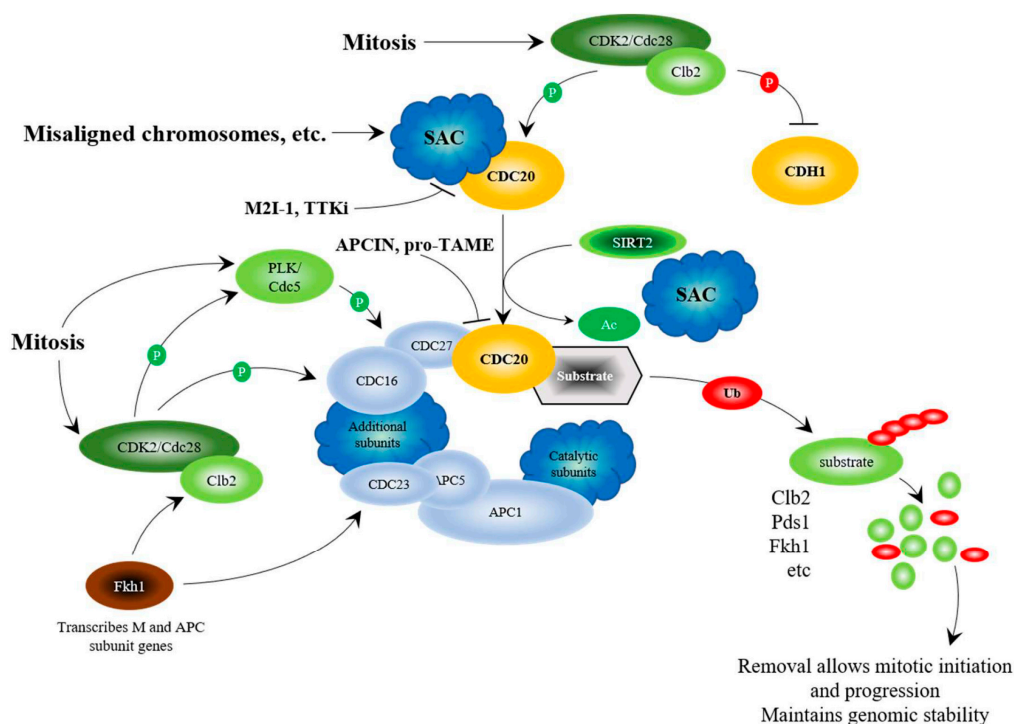 Mitosis
CDK2/Cdc28
Clb2
P
P
Misaligned chromosomes, etc.
SAC
CDC20
CDH1
M2I-1, TTKi
APCIN, pro-TAME
SIRT2
SAC
Ac
PLK/
Cdc5
P
Mitosis
P
P
CDC27
CDC20
CDC16
Substrate
Ub
CDK2/Cdc28
Clb2
Additional
subunits
Catalytic
subunits
CDC23
APC5
APC1
substrate
Clb2
Pds1
Fkh1
etc
Fkh1
Transcribes M and APC
subunit genes
Removal allows mitotic initiation
and progression
Maintains genomic stability